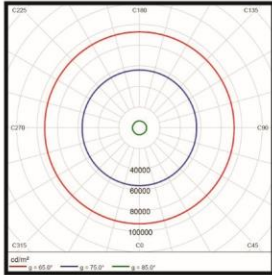 C225 C180 C135
C270 C90
40000
60000
80000
100000
C315 C0 C45
cd/m²
g = 65.0° g = 75.0° g = 85.0°